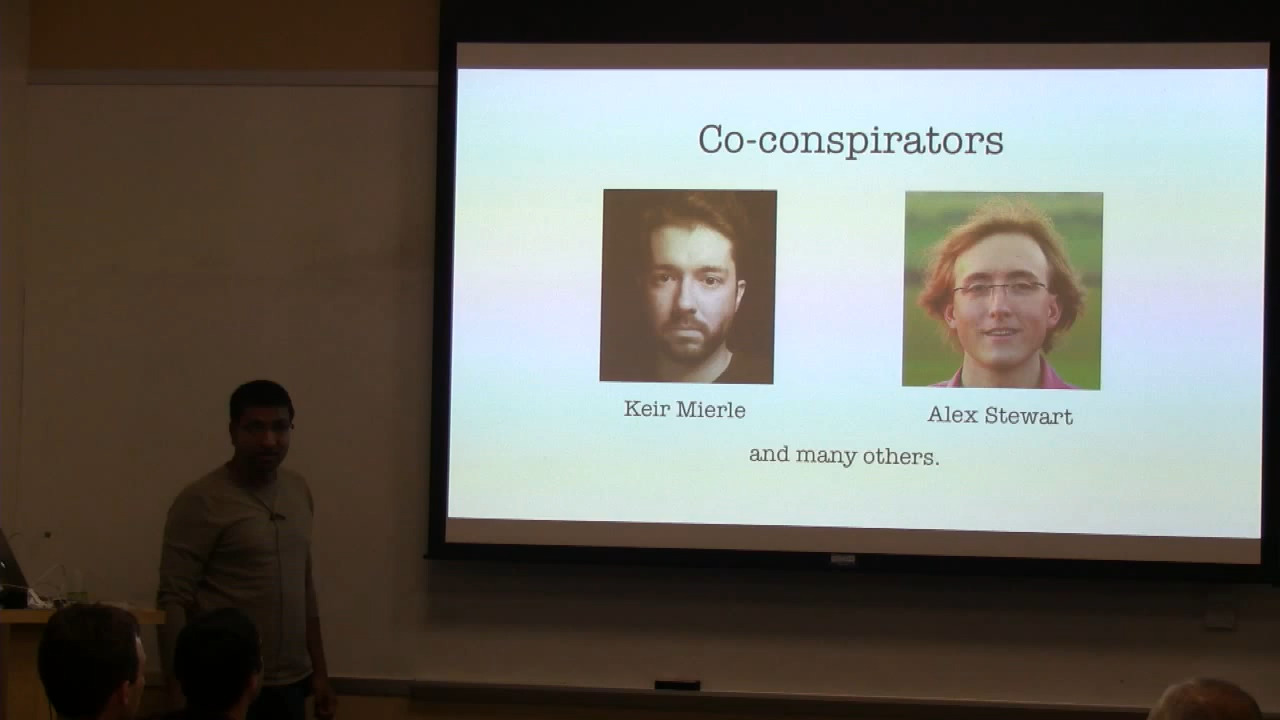 Co-conspirators
Keir Mierle
Alex Stewart
and many others.